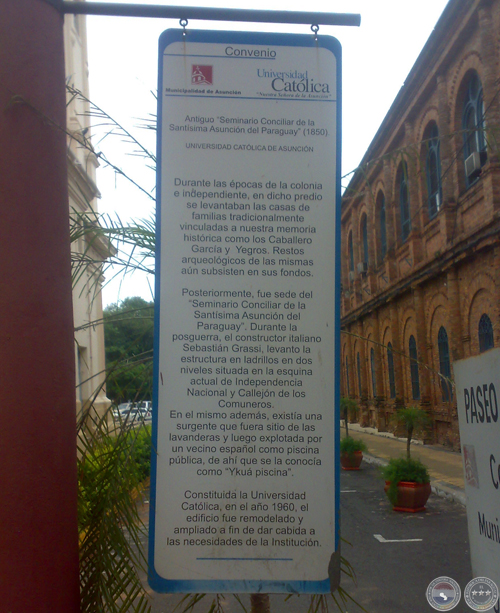 Convenio
Municipalidad de Asunción
Universidad
Católica
"Nuestra Señora de la Asunción"
Antiguo "Seminario Conciliar de la
Santísima Asunción del Paraguay" (1850).
UNIVERSIDAD CATÓLICA DE ASUNCIÓN
Durante las épocas de la colonia
e independiente, en dicho predio
se levantaban las casas de
familias tradicionalmente
vinculadas a nuestra memoria
histórica como los Caballero
García y Yegros. Restos
arqueológicos de las mismas
aún subsisten en sus fondos.
Posteriormente, fue sede del
"Seminario Conciliar de la
Santísima Asunción del
Paraguay". Durante la
posguerra, el constructor italiano
Sebastián Grassi, levanto la
estructura en ladrillos en dos
niveles situada en la esquina
actual de Independencia
Nacional y Callejón de los
Comuneros.
En el mismo además, existía una
surgente que fuera sitio de las
lavanderas y luego explotada por
un vecino español como piscina
pública, de ahí que se la conocía
como "Ykuá piscina".
Constituida la Universidad
Católica, en el año 1960, el
edificio fue remodelado y
ampliado a fin de dar cabida a
las necesidades de la Institución.
PASEO